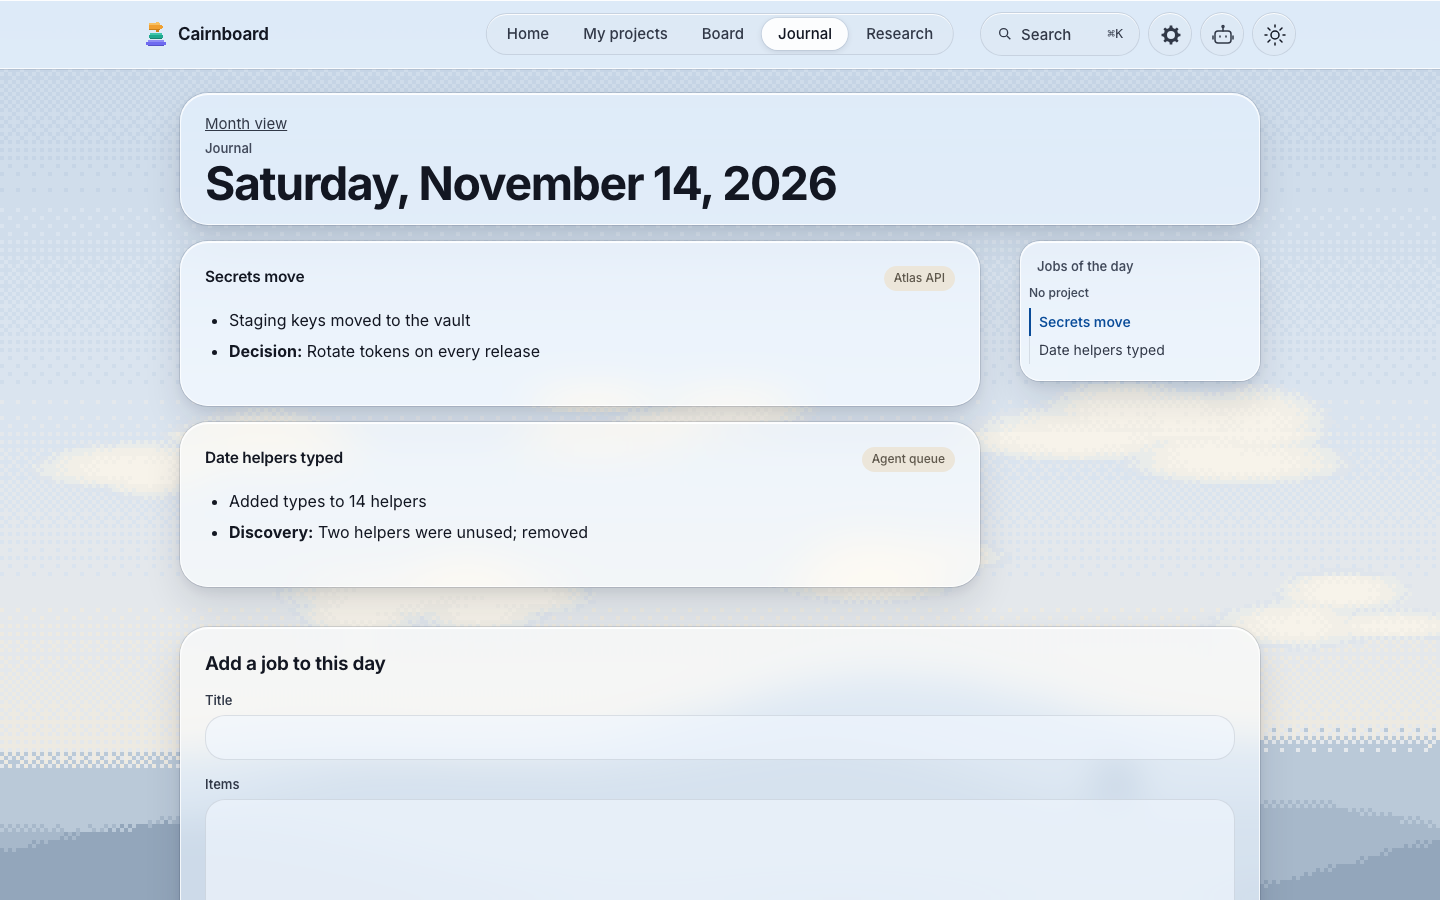 Cairnboard
Home
My projects
Board
Journal
Research
Search
⌘K
Month view
Journal
Saturday, November 14, 2026
Secrets move
Atlas API
Staging keys moved to the vault
Decision: Rotate tokens on every release
Jobs of the day
No project
Secrets move
Date helpers typed
Date helpers typed
Agent queue
Added types to 14 helpers
Discovery: Two helpers were unused; removed
Add a job to this day
Title
Items